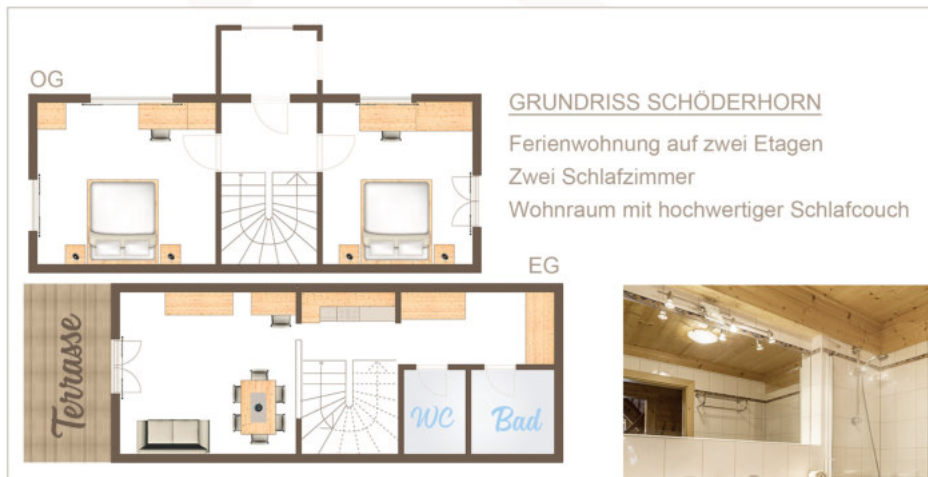 OG
GRUNDRISS SCHÖDERHORN
Ferienwohnung auf zwei Etagen
Zwei Schlafzimmer
Wohnraum mit hochwertiger Schlafcouch
EG
Terrasse
WC
Bad